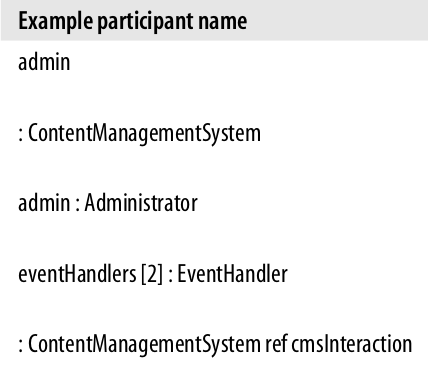 Example participant name
admin
: ContentManagementSystem
admin : Administrator
eventHandlers [2] : EventHandler
: ContentManagementSystem ref cmsInteraction